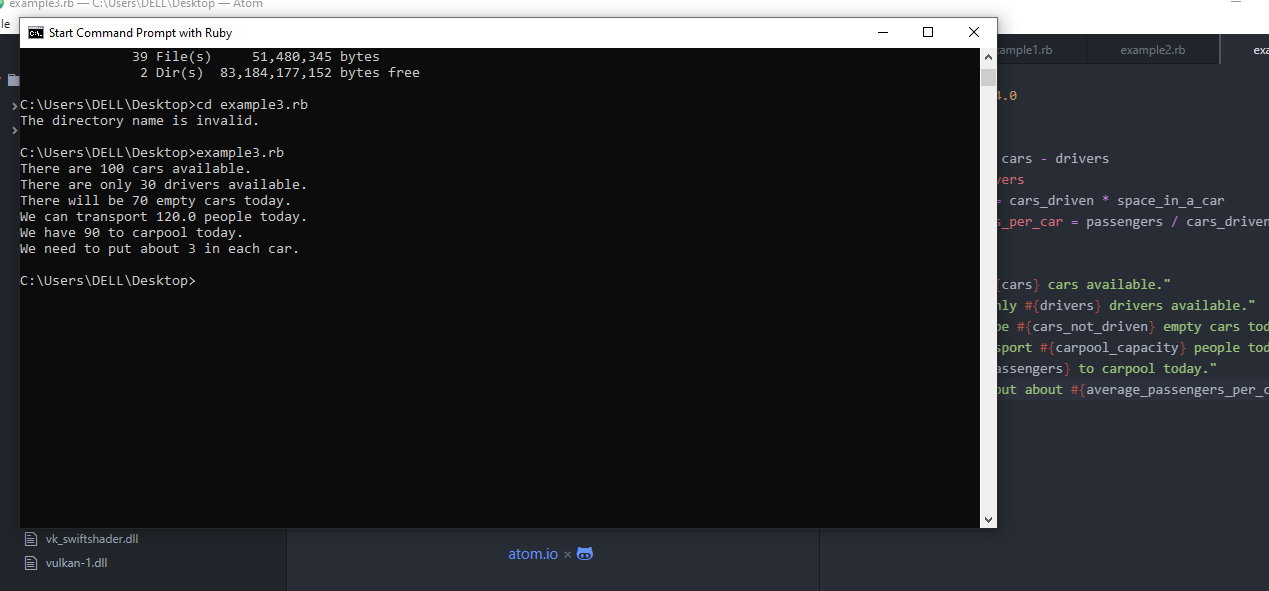 example3.rb — C:\Users\DELL\Desktop — Atom
le
Start Command Prompt with Ruby
39 File(s)     51,480,345 bytes
2 Dir(s)  83,184,177,152 bytes free
C:\Users\DELL\Desktop>cd example3.rb
The directory name is invalid.
C:\Users\DELL\Desktop>example3.rb
There are 100 cars available.
There are only 30 drivers available.
There will be 70 empty cars today.
We can transport 120.0 people today.
We have 90 to carpool today.
We need to put about 3 in each car.
C:\Users\DELL\Desktop>
ample1.rb
example2.rb
exa
4.0
cars - drivers
vers
= cars_driven * space_in_a_car
s_per_car = passengers / cars_driven
{cars} cars available."
nly #{drivers} drivers available."
be #{cars_not_driven} empty cars tod
sport #{carpool_capacity} people tod
assengers} to carpool today."
put about #{average_passengers_per_c
vk_swiftshader.dll
vulkan-1.dll
atom.io ×